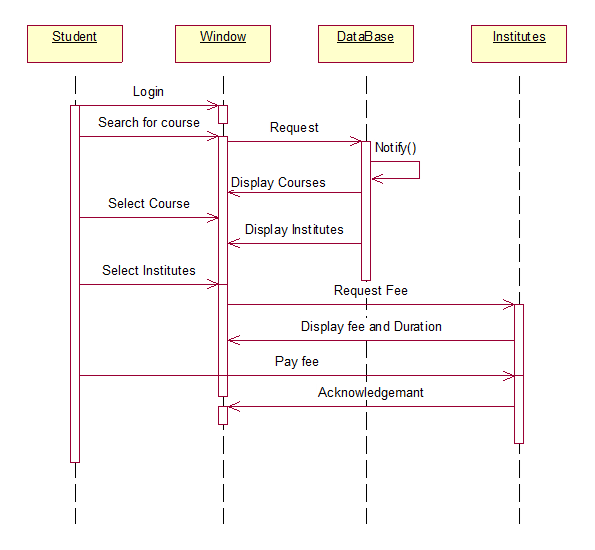 Student
Window
DataBase
Institutes
Login
Search for course
Request
Notify()
Display Courses
Select Course
Display Institutes
Select Institutes
Request Fee
Display fee and Duration
Pay fee
Acknowledgemant